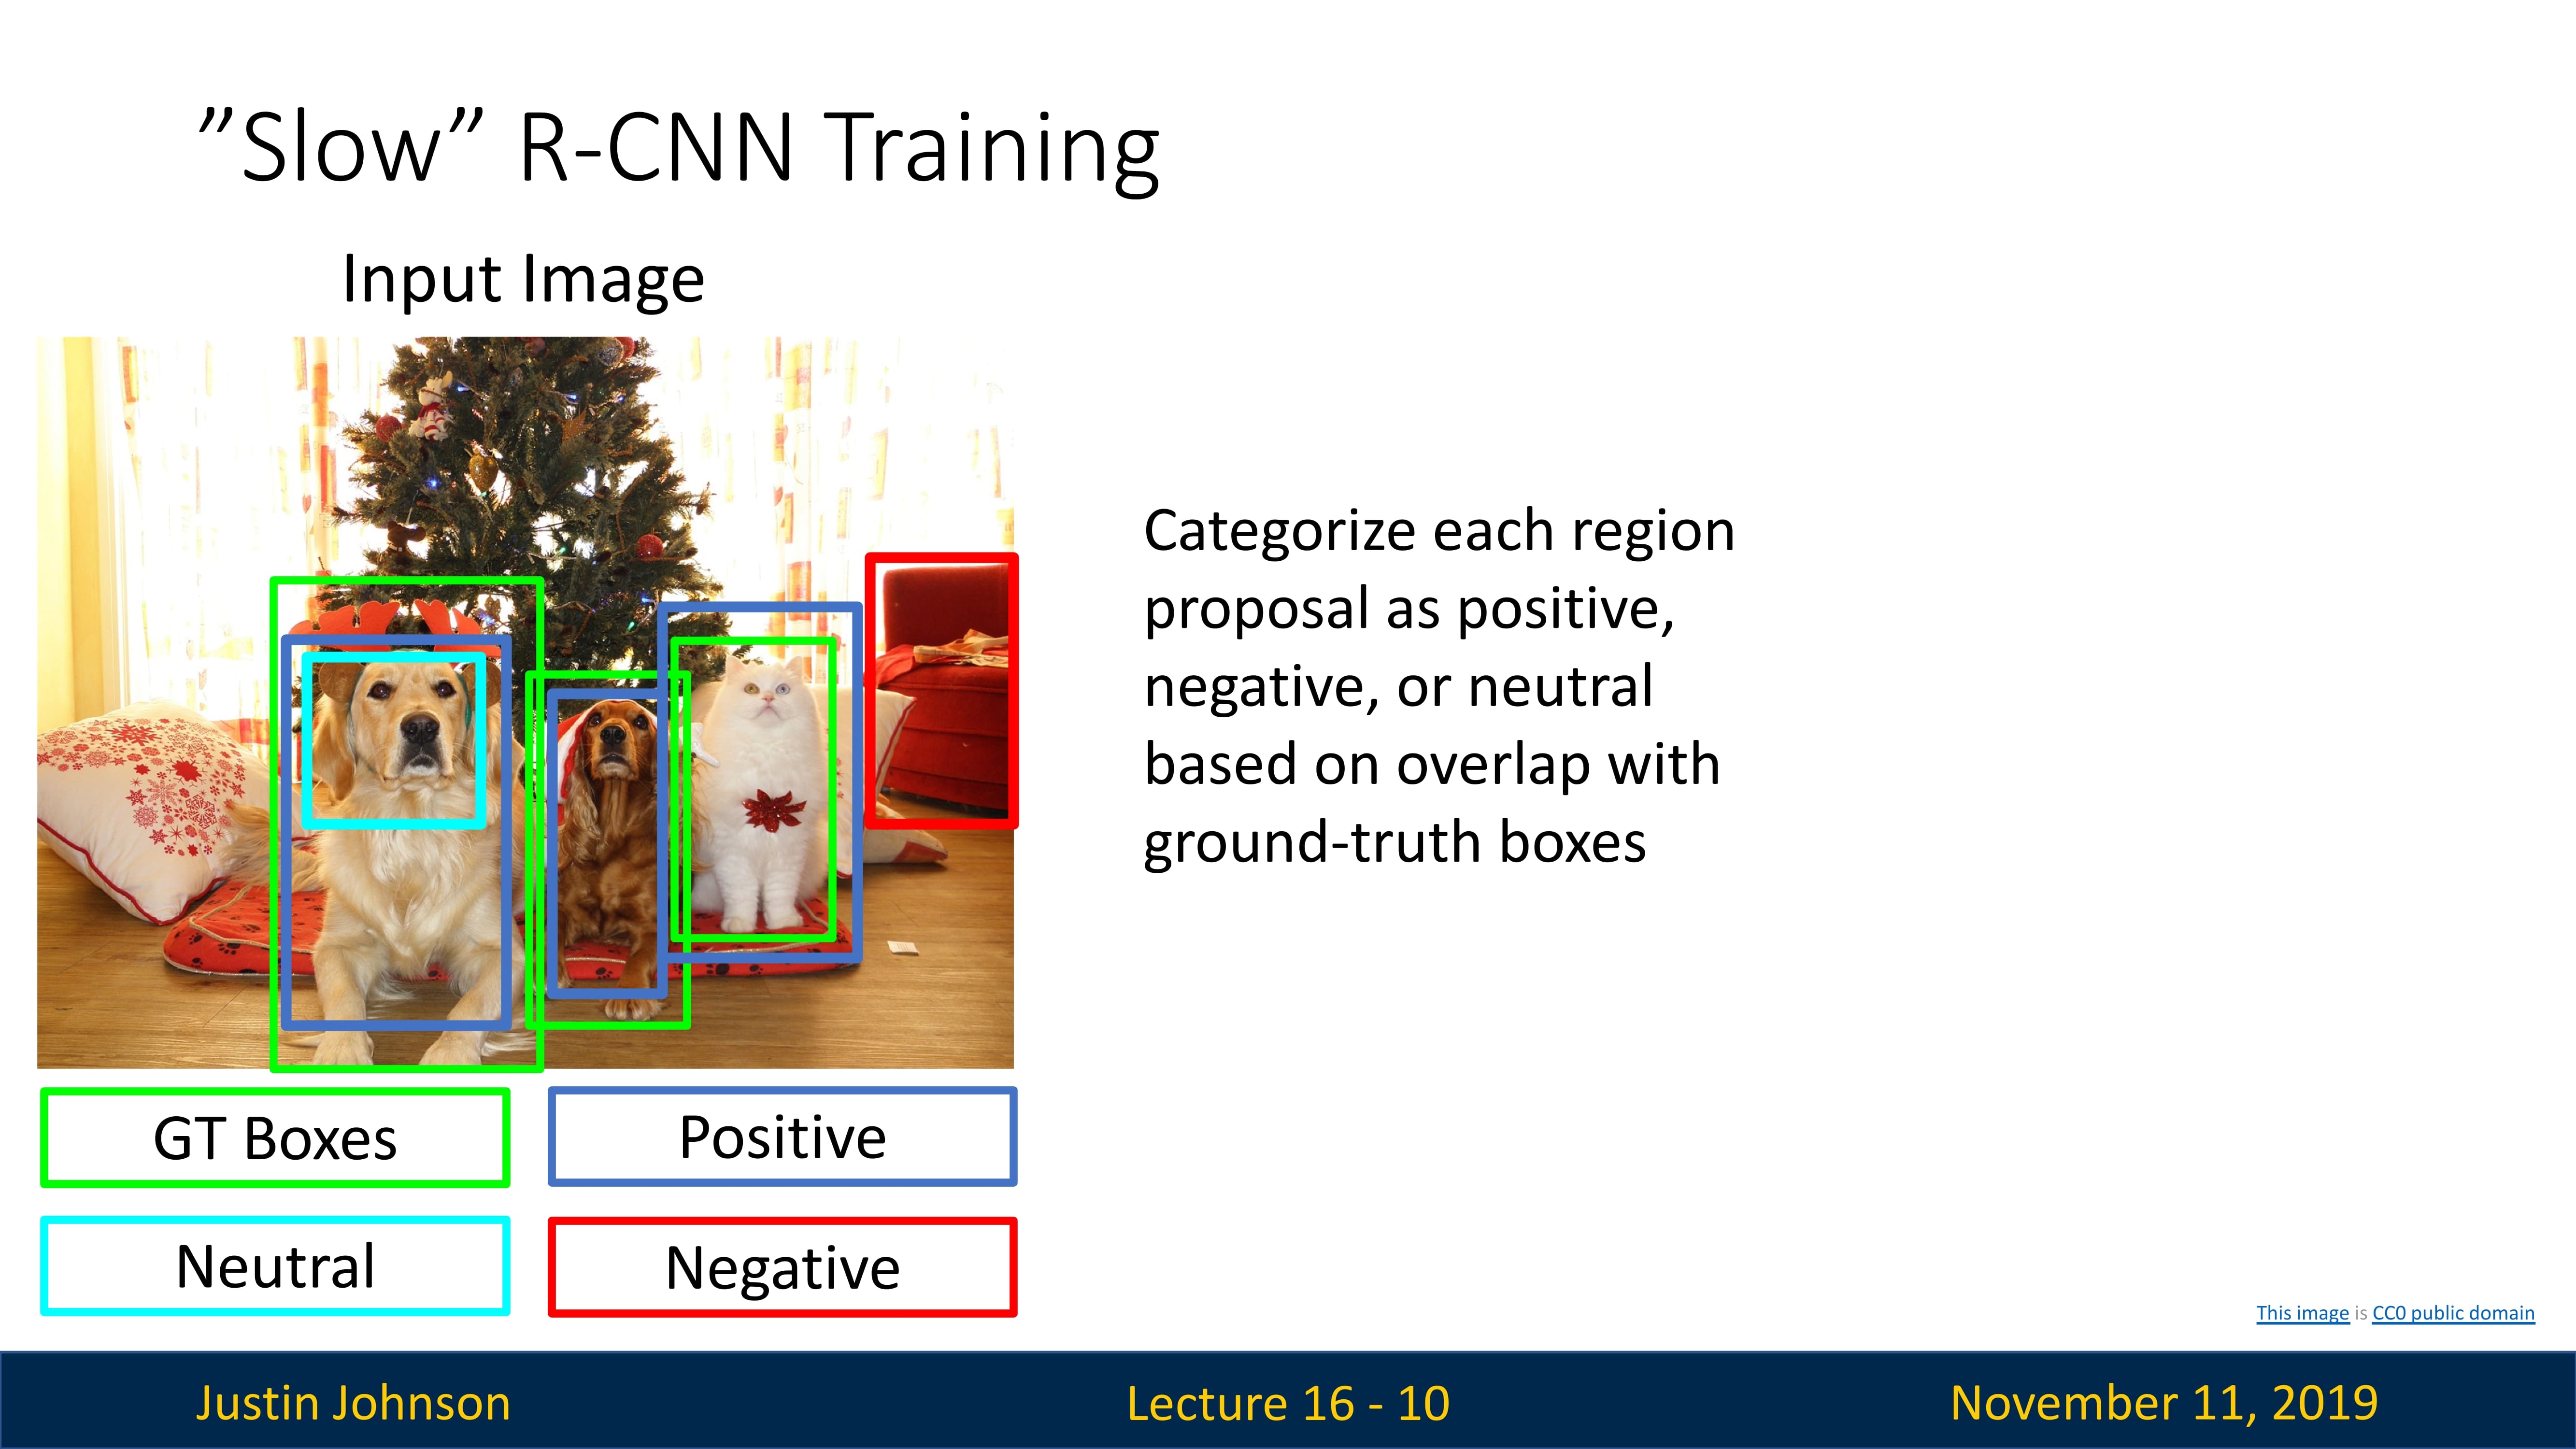 ”Slow” R-CNN Training
Input Image
Categorize each region
proposal as positive,
negative, or neutral
based on overlap with
ground-truth boxes
GT Boxes
Positive
Neutral
Negative
This image is CC0 public domain
Justin Johnson
Lecture 16 - 10
November 11, 2019